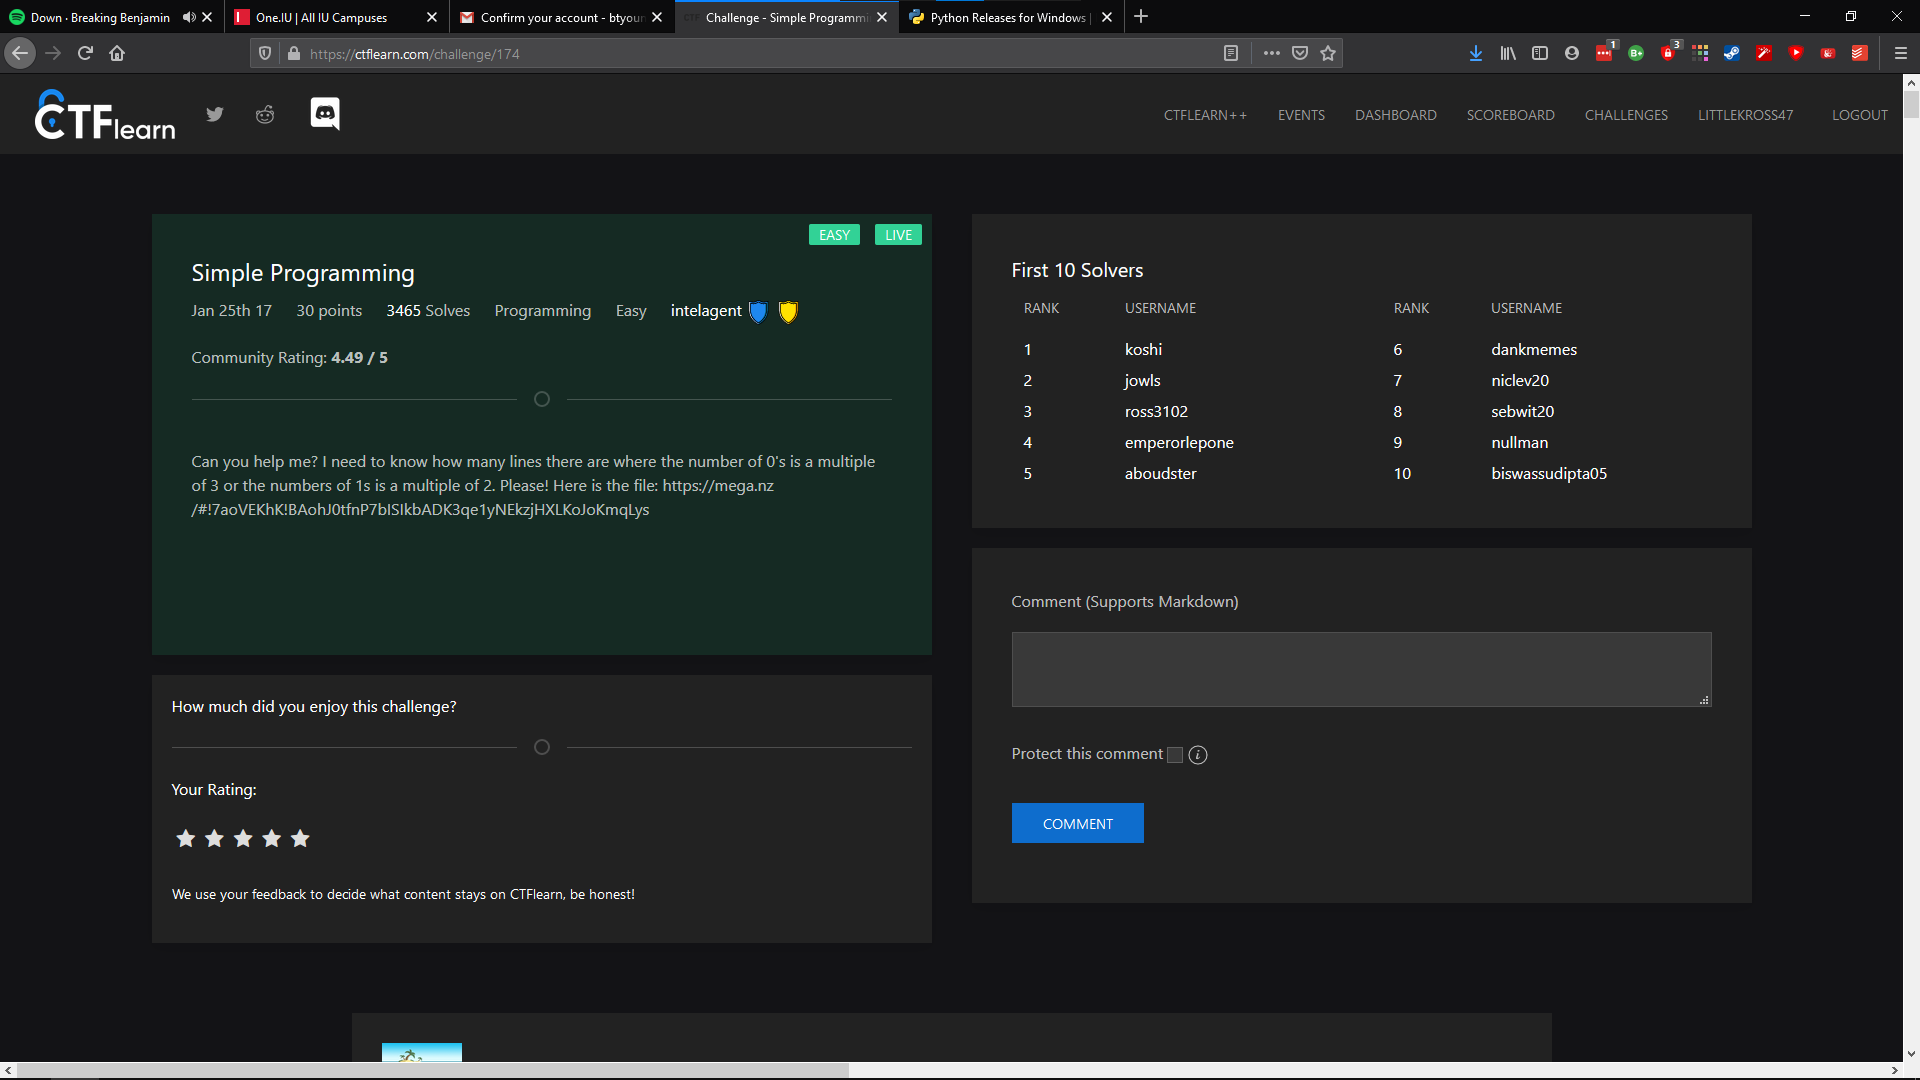 Down · Breaking Benjamin
One.IU | All IU Campuses
Confirm your account - btyoun
Challenge - Simple Programmi
Python Releases for Windows |
https://ctflearn.com/challenge/174
1
B+
3
CTFlearn
CTFLEARN++
EVENTS
DASHBOARD
SCOREBOARD
CHALLENGES
LITTLEKROSS47
LOGOUT
EASY
LIVE
Simple Programming
Jan 25th 17
30 points
3465 Solves
Programming
Easy
intelagent
Community Rating: 4.49 / 5
Can you help me? I need to know how many lines there are where the number of 0's is a multiple
of 3 or the numbers of 1s is a multiple of 2. Please! Here is the file: https://mega.nz
/#!7aoVEKhK!BAohJ0tfnP7bISIkbADK3qe1yNEkzjHXLKoJoKmqLys
How much did you enjoy this challenge?
Your Rating:
We use your feedback to decide what content stays on CTFlearn, be honest!
First 10 Solvers
RANK USERNAME RANK USERNAME
1 koshi 6 dankmemes
2 jowls 7 niclev20
3 ross3102 8 sebwit20
4 emperorlepone 9 nullman
5 aboudster 10 biswassudipta05
Comment (Supports Markdown)
Protect this comment
i
COMMENT